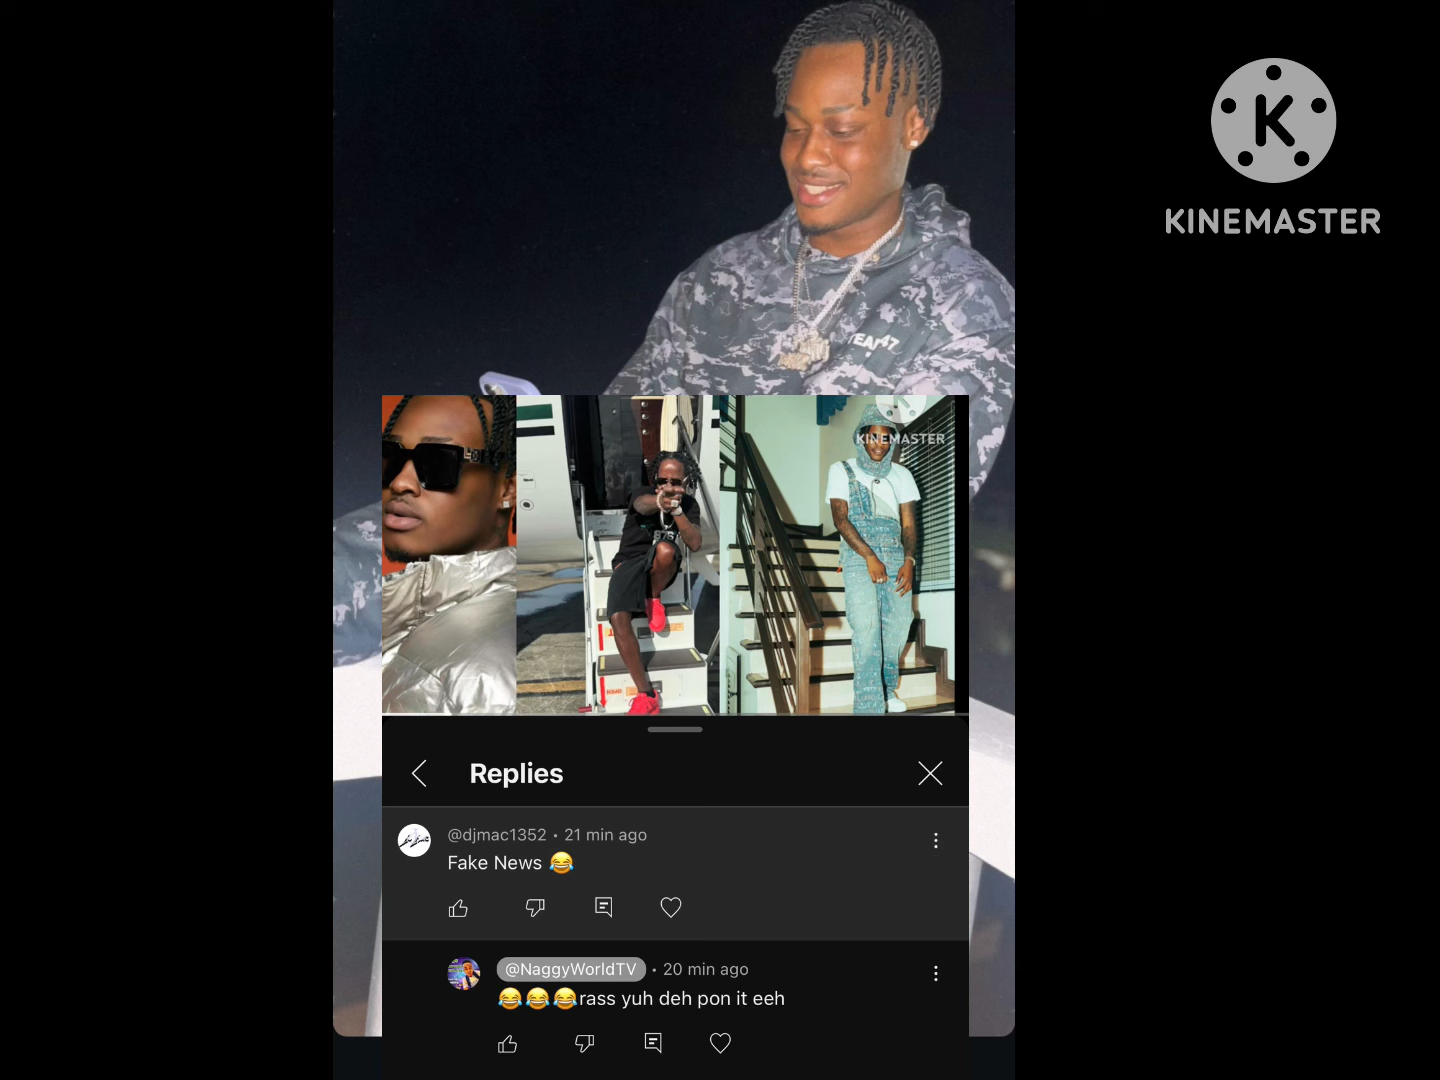 KINEMASTER
KINEMASTER
Replies
@djmac1352 • 21 min ago
Fake News 😂
@NaggyWorldTV • 20 min ago
😂😂😂rass yuh deh pon it eeh